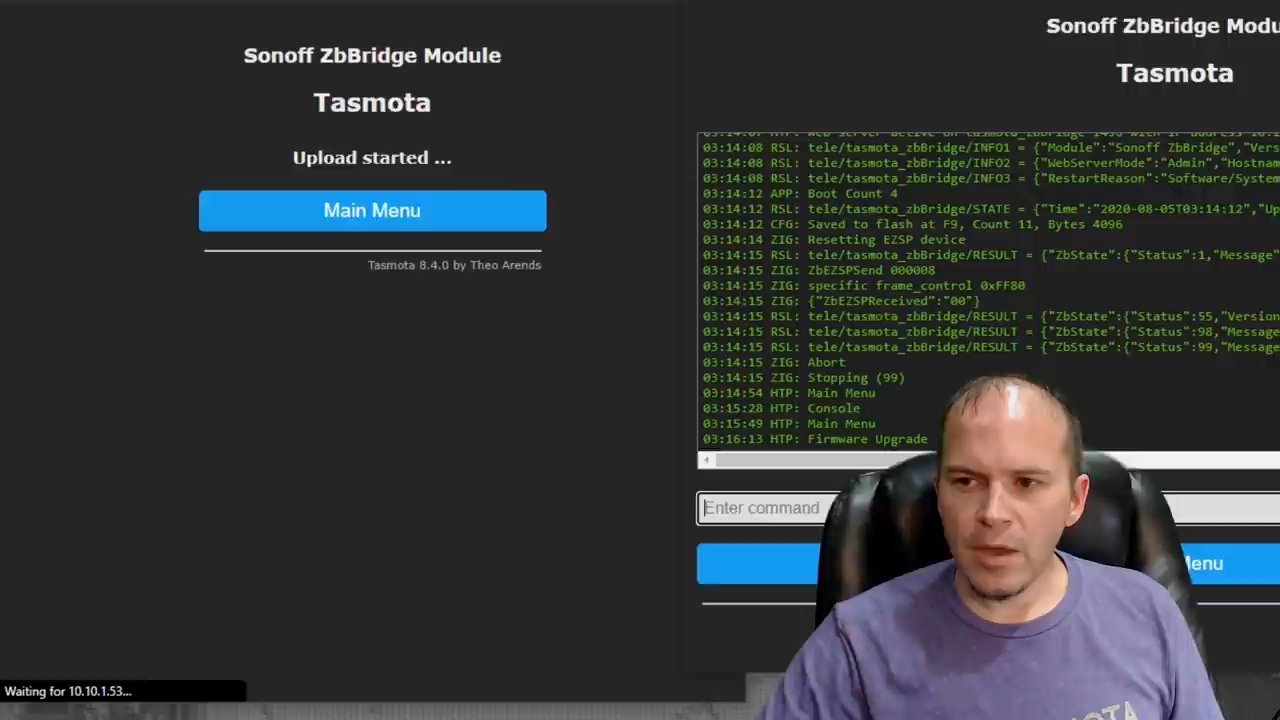 Sonoff ZbBridge Module
Tasmota
Upload started ...
Main Menu
Tasmota 8.4.0 by Theo Arends
Waiting for 10.10.1.53...
Sonoff ZbBridge Modu
Tasmota
03:14:08 RSL: tele/tasmota_zbBridge/INFO1 = {"Module":"Sonoff ZbBridge","Vers
03:14:08 RSL: tele/tasmota_zbBridge/INFO2 = {"WebServerMode":"Admin","Hostnam
03:14:08 RSL: tele/tasmota_zbBridge/INFO3 = {"RestartReason":"Software/System
03:14:12 APP: Boot Count 4
03:14:12 RSL: tele/tasmota_zbBridge/STATE = {"Time":"2020-08-05T03:14:12","Up
03:14:12 CFG: Saved to flash at F9, Count 11, Bytes 4096
03:14:14 ZIG: Resetting EZSP device
03:14:15 RSL: tele/tasmota_zbBridge/RESULT = {"ZbState":{"Status":1,"Message"
03:14:15 ZIG: ZbEZSPSend 000008
03:14:15 ZIG: specific frame_control 0xFF80
03:14:15 ZIG: {"ZbEZSPReceived":"00"}
03:14:15 RSL: tele/tasmota_zbBridge/RESULT = {"ZbState":{"Status":55,"Version
03:14:15 RSL: tele/tasmota_zbBridge/RESULT = {"ZbState":{"Status":98,"Message
03:14:15 RSL: tele/tasmota_zbBridge/RESULT = {"ZbState":{"Status":99,"Message
03:14:15 ZIG: Abort
03:14:15 ZIG: Stopping (99)
03:14:54 HTP: Main Menu
03:15:28 HTP: Console
03:15:49 HTP: Main Menu
03:16:13 HTP: Firmware Upgrade
Enter command
Menu